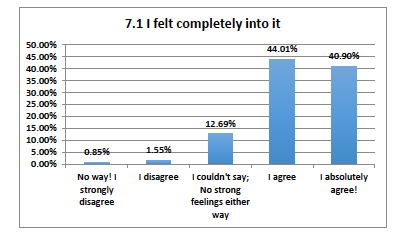 7.1 I felt completely into it
50.00%
45.00%
40.00%
35.00%
30.00%
25.00%
20.00%
15.00%
10.00%
5.00%
0.00%
0.85%
1.55%
12.69%
44.01%
40.90%
No way! I
strongly
disagree
I disagree
I couldn't say;
No strong
feelings either
way
I agree
I absolutely
agree!